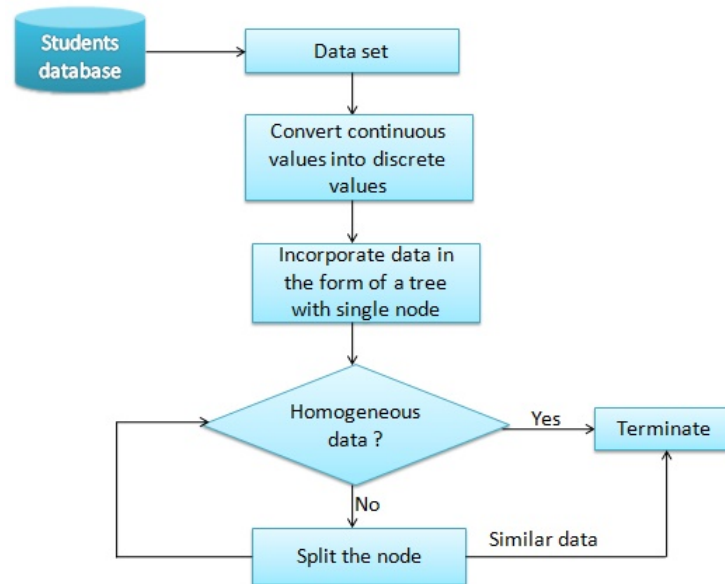 Students
database
Data set
Convert continuous
values into discrete
values
Incorporate data in
the form of a tree
with single node
Homogeneous
data ?
Yes
Terminate
No
Split the node
Similar data